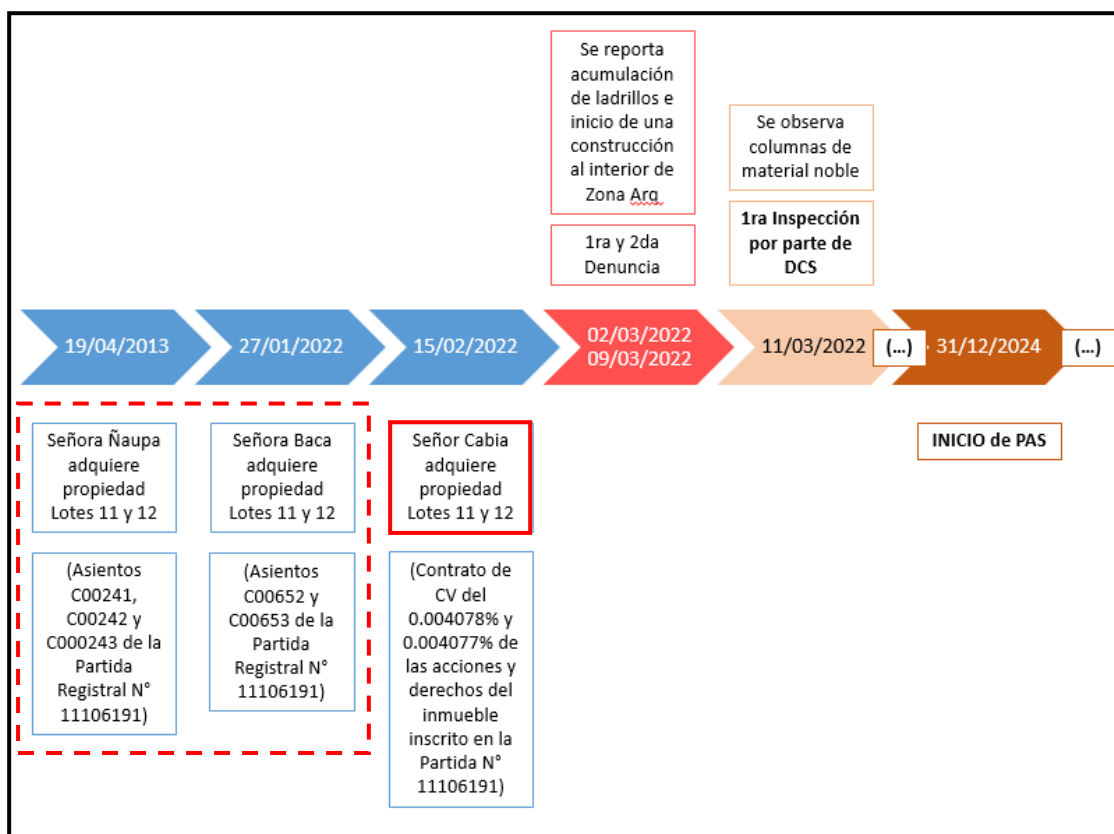 Se reporta
acumulación
de ladrillos e
inicio de una
construcción
al interior de
Zona Arq
1ra y 2da
Denuncia
Se observa
columnas de
material noble
1ra Inspección
por parte de
DCS
19/04/2013
27/01/2022
15/02/2022
02/03/2022
09/03/2022
11/03/2022
(...)
31/12/2024
(...)
Señora Ñaupa
adquiere
propiedad
Lotes 11 y 12
(Asientos
C00241,
C00242 y
C000243 de la
Partida
Registral N°
11106191)
Señora Baca
adquiere
propiedad
Lotes 11 y 12
(Asientos
C00652 y
C00653 de la
Partida
Registral N°
11106191)
Señor Cabia
adquiere
propiedad
Lotes 11 y 12
(Contrato de
CV del
0.004078% y
0.004077% de
las acciones y
derechos del
inmueble
inscrito en la
Partida N°
11106191)
INICIO de PAS